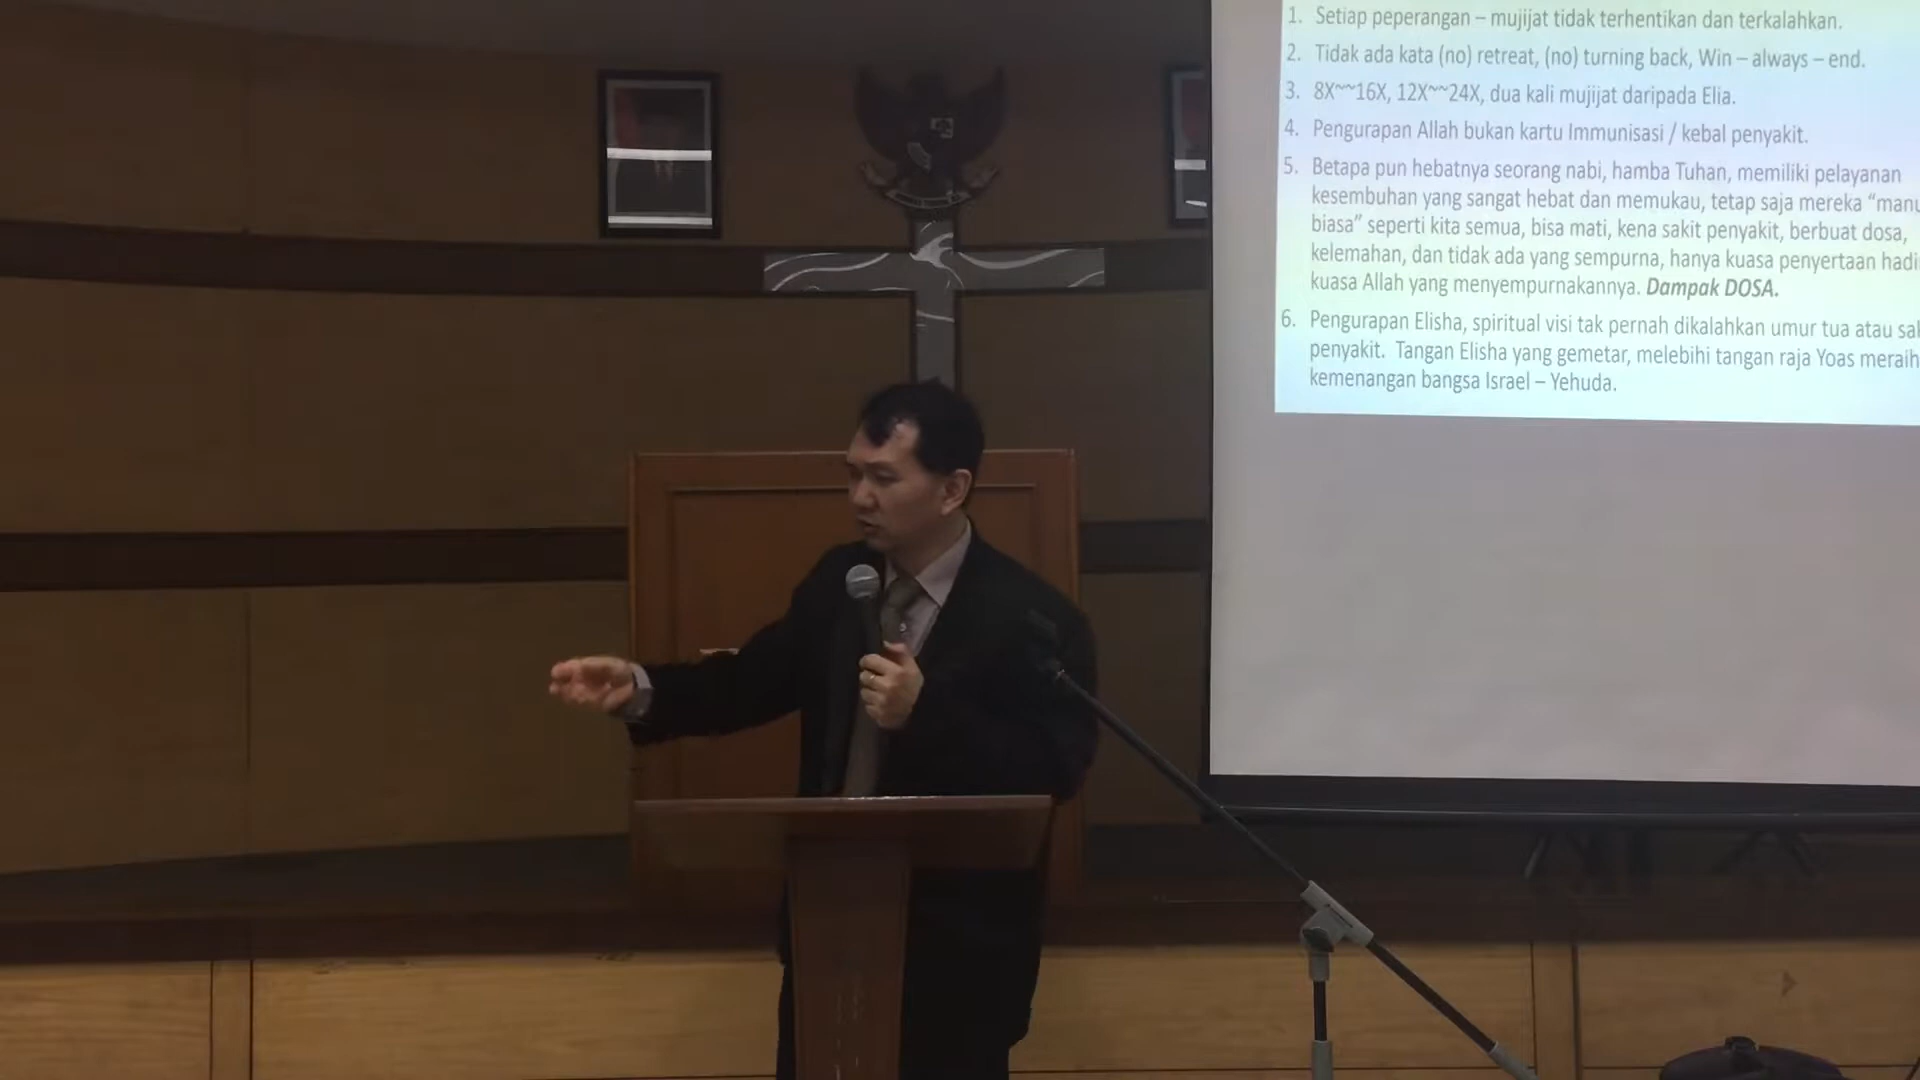 1. Setiap peperangan – mujijat tidak terhentikan dan terkalahkan.
2. Tidak ada kata (no) retreat, (no) turning back, Win – always – end.
3. 8X~~16X, 12X~~24X, dua kali mujijat daripada Elia.
4. Pengurapan Allah bukan kartu Immunisasi / kebal penyakit.
5. Betapa pun hebatnya seorang nabi, hamba Tuhan, memiliki pelayanan
kesembuhan yang sangat hebat dan memukau, tetap saja mereka
biasa” seperti kita semua, bisa mati, kena sakit penyakit, berbuat dosa,
kelemahan, dan tidak ada yang sempurna, hanya kuasa penyertaan
kuasa Allah yang menyempurnakannya. Dampak DOSA.
6. Pengurapan Elisha, spiritual visi tak pernah dikalahkan umur tua atau
penyakit. Tangan Elisha yang gemetar, melebihi tangan raja Yoas meraih
kemenangan bangsa Israel – Yehuda.